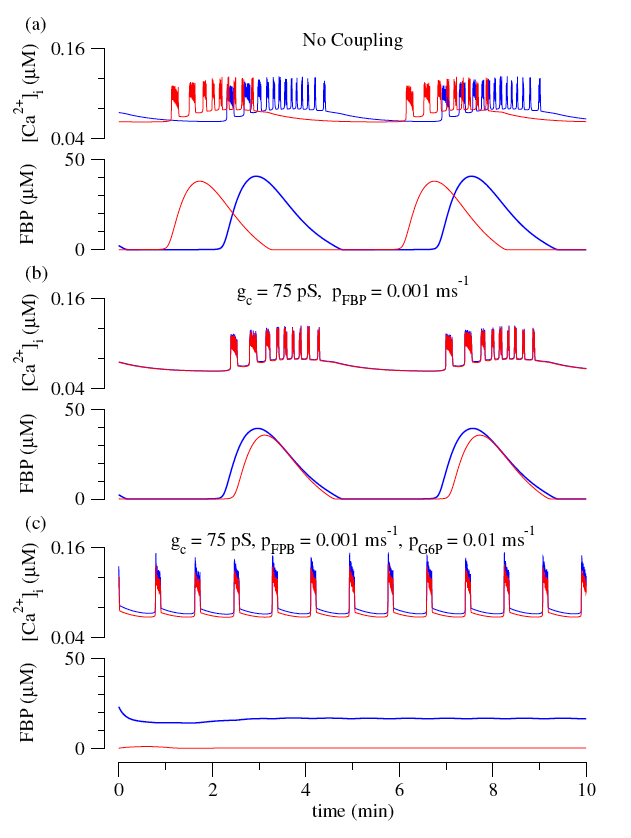 (a)
No Coupling
0.16
[Ca2+]i (µM)
0.04
50
FBP (µM)
0
(b)
gc = 75 pS, pFBP = 0.001 ms-1
0.16
[Ca2+]i (µM)
0.04
50
FBP (µM)
0
(c)
gc = 75 pS, pFPB = 0.001 ms-1, pG6P = 0.01 ms-1
0.16
[Ca2+]i (µM)
0.04
50
FBP (µM)
0
0 2 4 6 8 10
time (min)